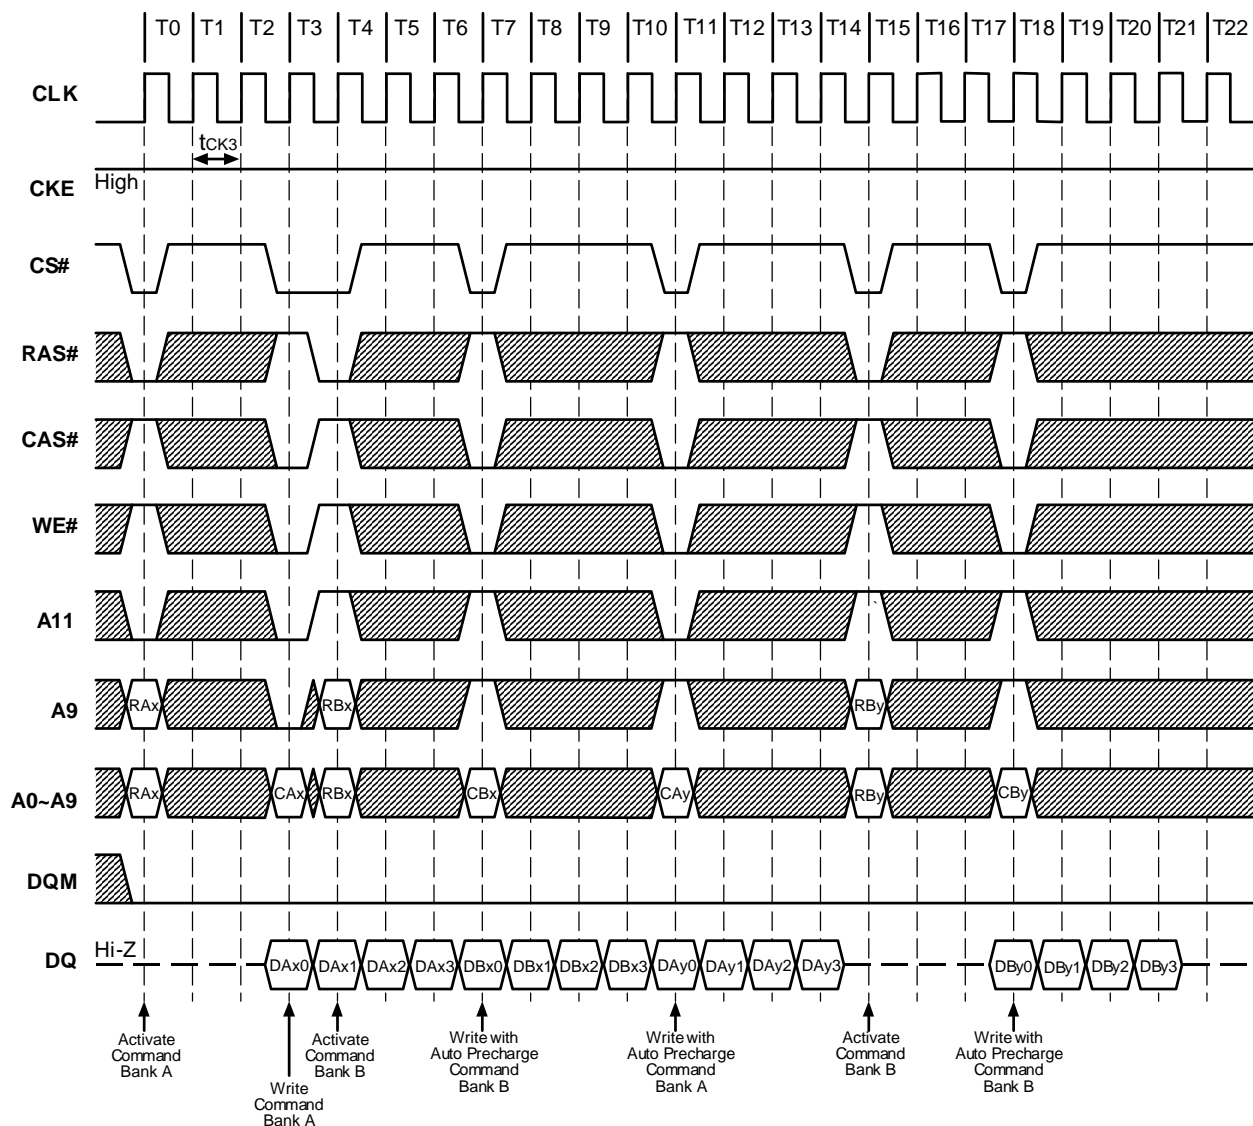 T0 T1 T2 T3 T4 T5 T6 T7 T8 T9 T10 T11 T12 T13 T14 T15 T16 T17 T18 T19 T20 T21 T22
CLK
tCK3
CKE High
CS#
RAS#
CAS#
WE#
A11
A9 RAx RBx RBy
A0~A9 RAx CAx RBx CBx CAy RBy CBy
DQM
DQ Hi-Z DAx0 DAx1 DAx2 DAx3 DBx0 DBx1 DBx2 DBx3 DAy0 DAy1 DAy2 DAy3 DBy0 DBy1 DBy2 DBy3
Activate
Command
Bank A
Write
Command
Bank A
Activate
Command
Bank B
Write with
Auto Precharge
Command
Bank B
Write with
Auto Precharge
Command
Bank A
Activate
Command
Bank B
Write with
Auto Precharge
Command
Bank B